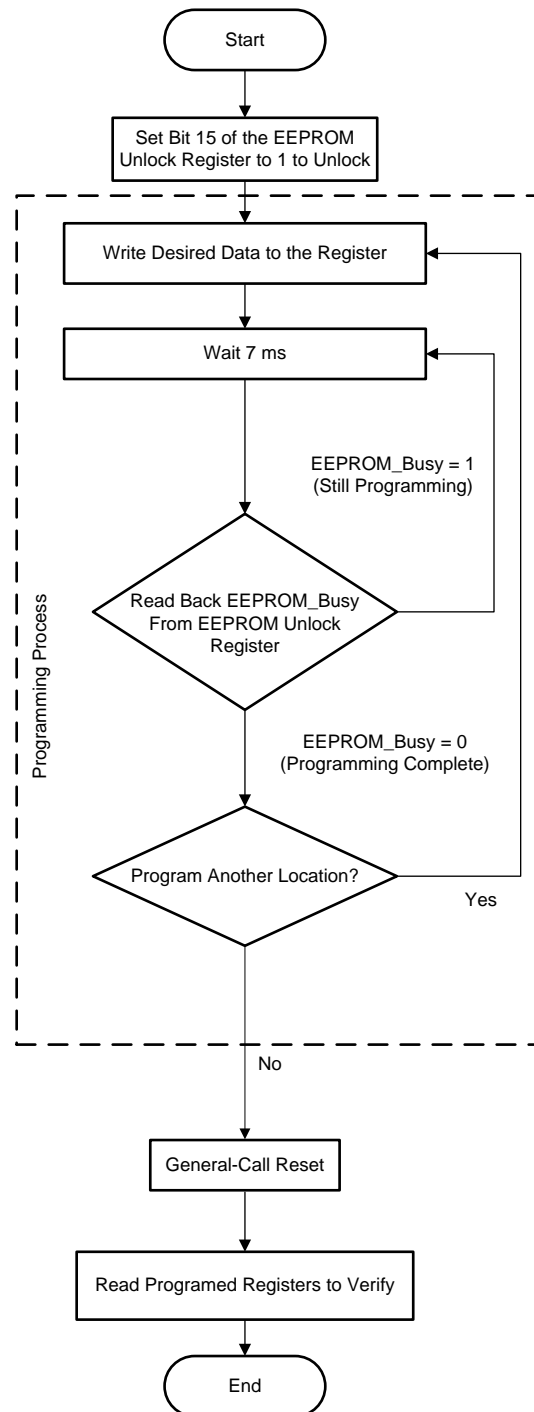 Start
Set Bit 15 of the EEPROM
Unlock Register to 1 to Unlock
Write Desired Data to the Register
Wait 7 ms
EEPROM_Busy = 1
(Still Programming)
Read Back EEPROM_Busy
From EEPROM Unlock
Register
Programming Process
EEPROM_Busy = 0
(Programming Complete)
Program Another Location?
Yes
No
General-Call Reset
Read Programed Registers to Verify
End